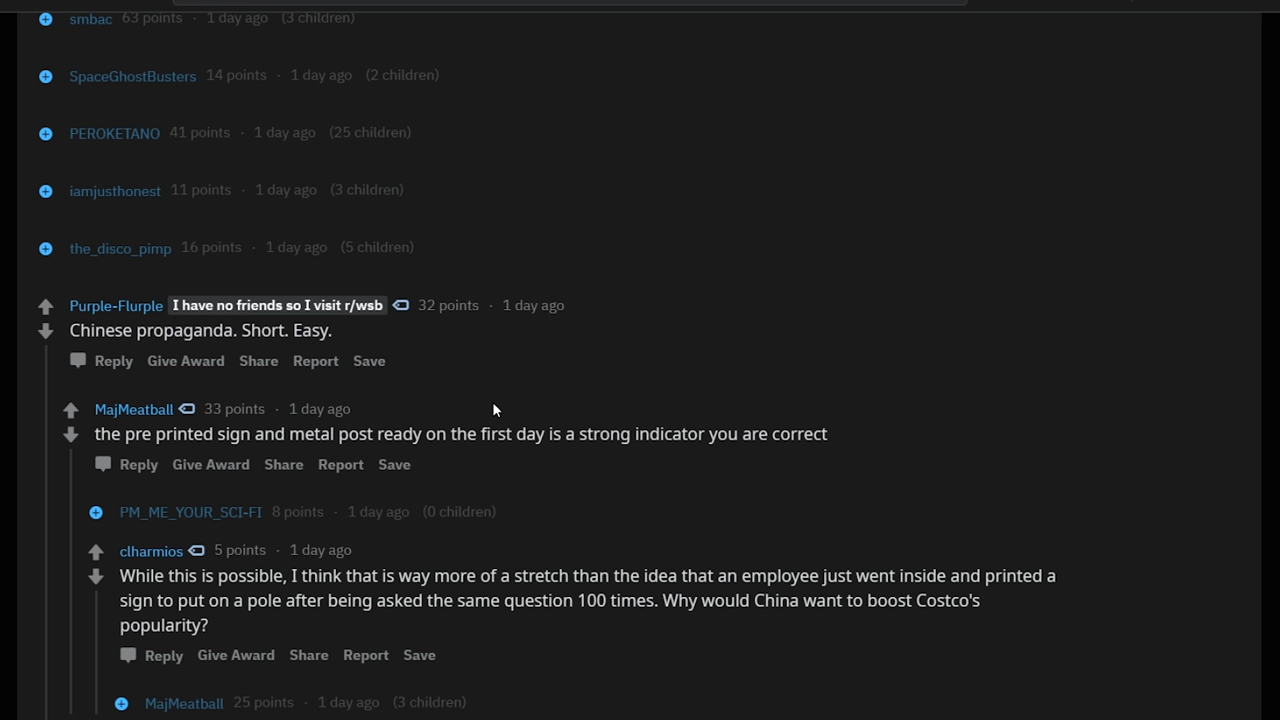 smbac 63 points · 1 day ago (3 children)
SpaceGhostBusters 14 points · 1 day ago (2 children)
PEROKETANO 41 points · 1 day ago (25 children)
iamjusthonest 11 points · 1 day ago (3 children)
the_disco_pimp 16 points · 1 day ago (5 children)
Purple-Flurple I have no friends so I visit r/wsb 32 points · 1 day ago
Chinese propaganda. Short. Easy.
Reply Give Award Share Report Save
MajMeatball 33 points · 1 day ago
the pre printed sign and metal post ready on the first day is a strong indicator you are correct
Reply Give Award Share Report Save
PM_ME_YOUR_SCI-FI 8 points · 1 day ago (0 children)
clharmios 5 points · 1 day ago
While this is possible, I think that is way more of a stretch than the idea that an employee just went inside and printed a
sign to put on a pole after being asked the same question 100 times. Why would China want to boost Costco's
popularity?
Reply Give Award Share Report Save
MajMeatball 25 points · 1 day ago (3 children)